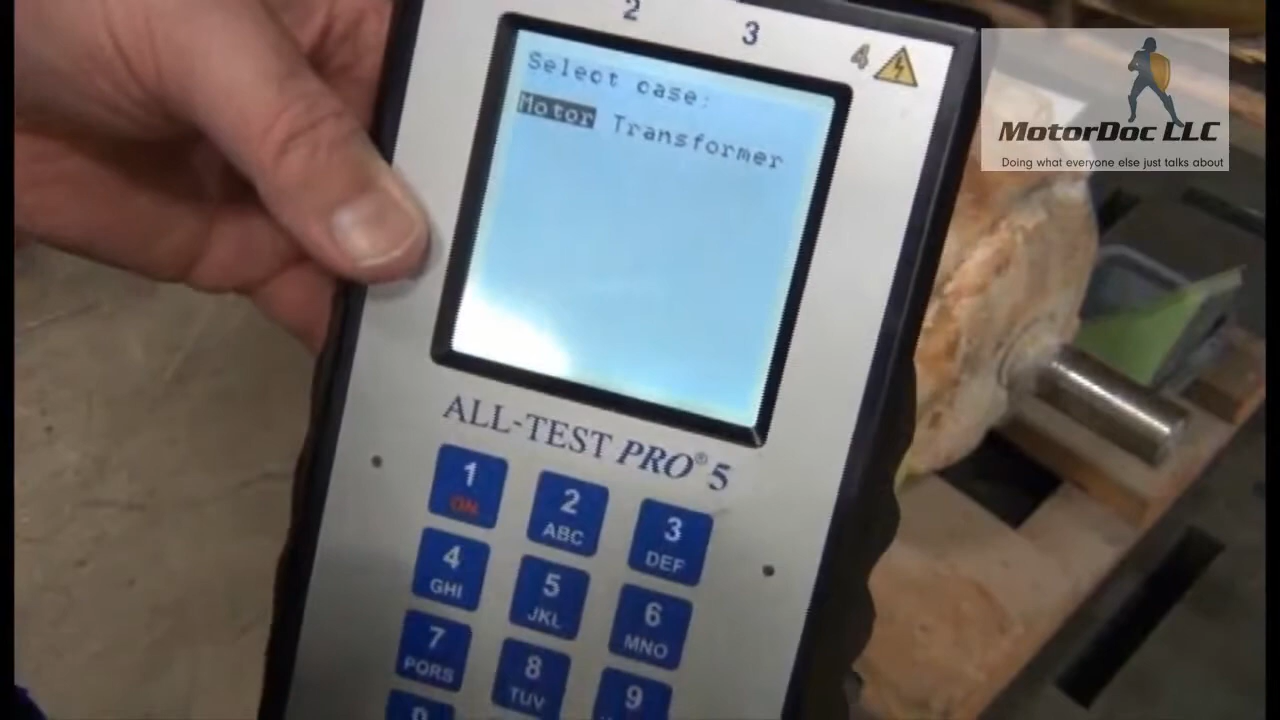 2 3 4
Select case:
Motor Transformer
MotorDoc LLC
Doing what everyone else just talks about
ALL-TEST PRO® 5
1 2 3
ON ABC DEF
4 5 6
GHI JKL MNO
7 8 9
PQRS TUV